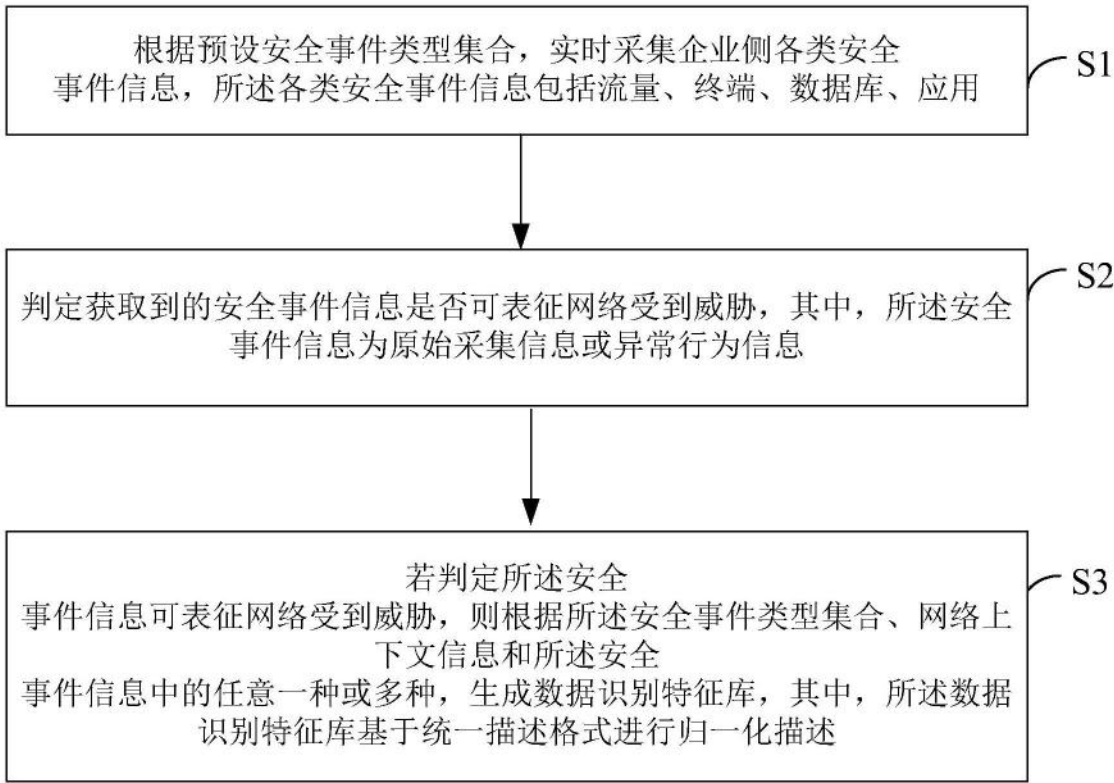 根据预设安全事件类型集合，实时采集企业侧各类安全
事件信息，所述各类安全事件信息包括流量、终端、数据库、应用
S1
判定获取到的安全事件信息是否可表征网络受到威胁，其中，所述安全
事件信息为原始采集信息或异常行为信息
S2
若判定所述安全
事件信息可表征网络受到威胁，则根据所述安全事件类型集合、网络上
下文信息和所述安全
事件信息中的任意一种或多种，生成数据识别特征库，其中，所述数据
识别特征库基于统一描述格式进行归一化描述
S3